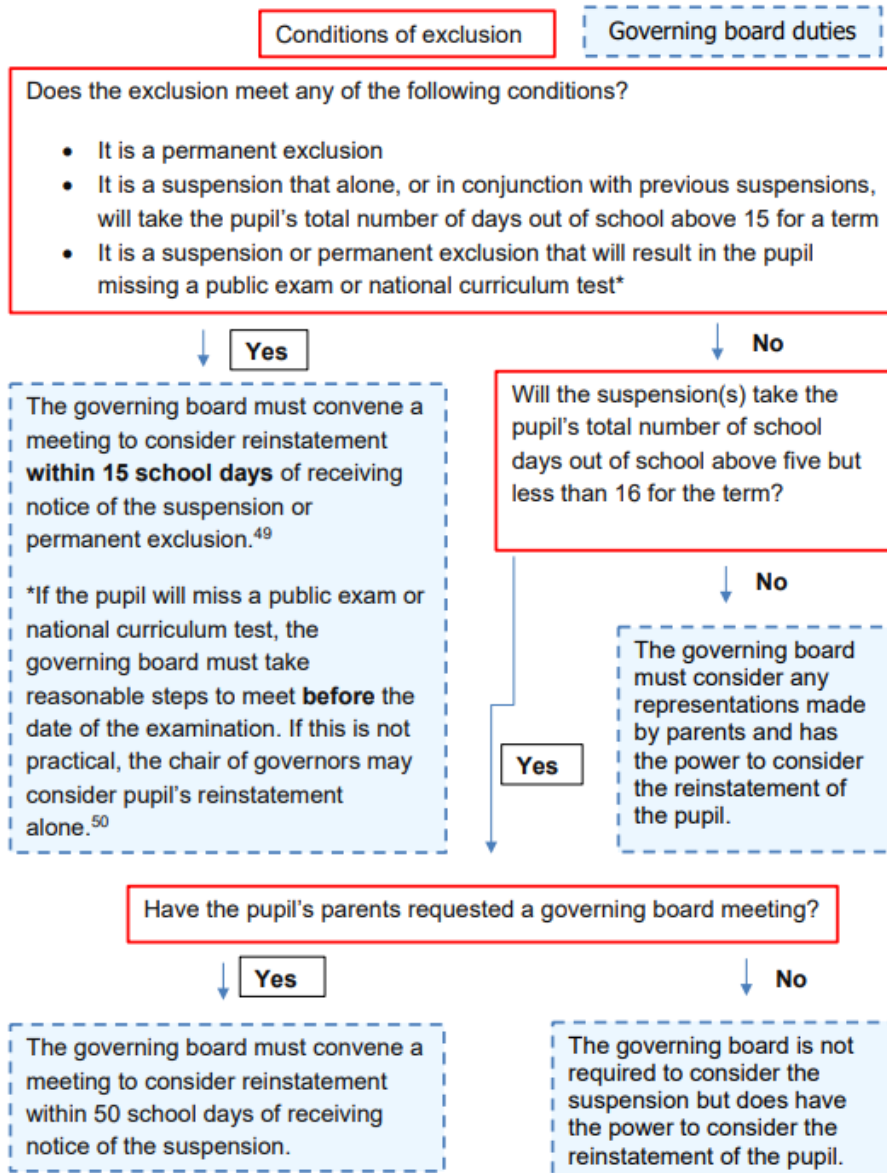 Conditions of exclusion
Governing board duties
Does the exclusion meet any of the following conditions?
• It is a permanent exclusion
• It is a suspension that alone, or in conjunction with previous suspensions,
will take the pupil's total number of days out of school above 15 for a term
• It is a suspension or permanent exclusion that will result in the pupil
missing a public exam or national curriculum test*
Yes
No
The governing board must convene a
meeting to consider reinstatement
within 15 school days of receiving
notice of the suspension or
permanent exclusion.49
*If the pupil will miss a public exam or
national curriculum test, the
governing board must take
reasonable steps to meet before the
date of the examination. If this is not
practical, the chair of governors may
consider pupil's reinstatement
alone.50
Will the suspension(s) take the
pupil's total number of school
days out of school above five but
less than 16 for the term?
No
The governing board
must consider any
representations made
by parents and has
the power to consider
the reinstatement of
the pupil.
Yes
Have the pupil's parents requested a governing board meeting?
Yes
No
The governing board must convene a
meeting to consider reinstatement
within 50 school days of receiving
notice of the suspension.
The governing board is not
required to consider the
suspension but does have
the power to consider the
reinstatement of the pupil.